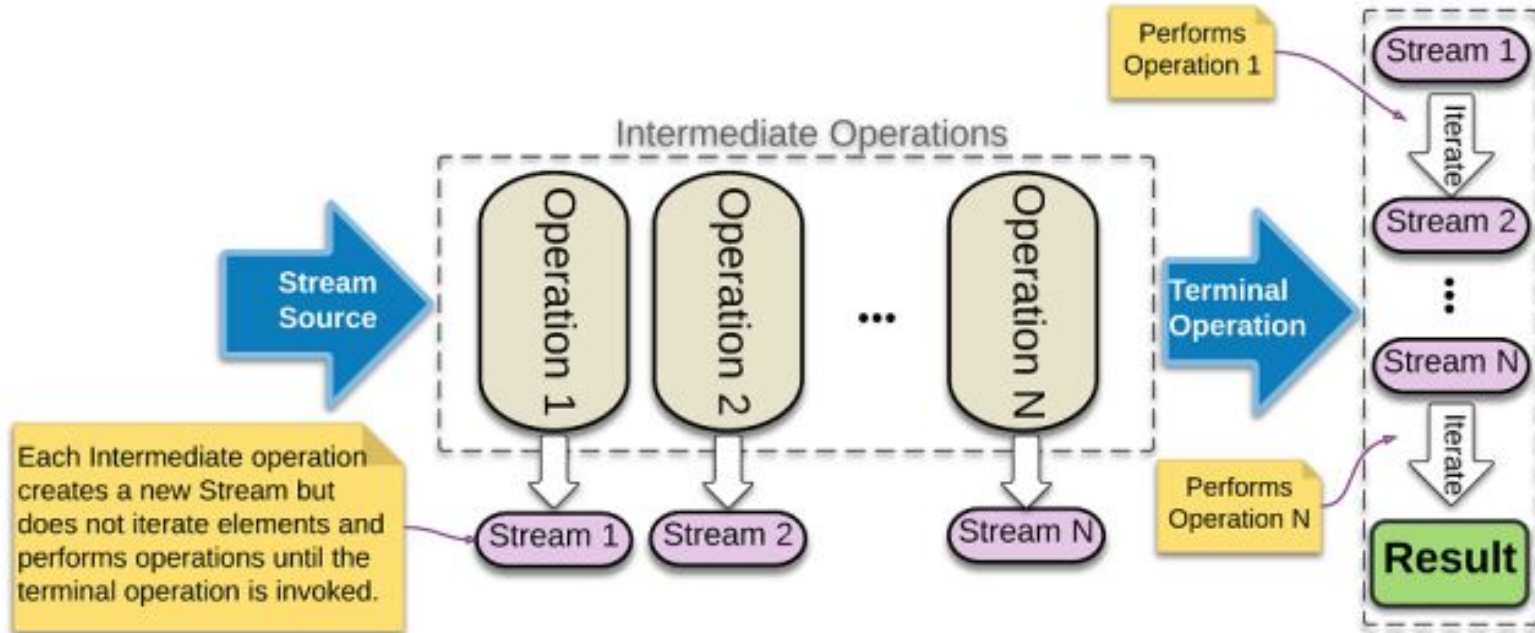 Performs
Operation 1
Stream 1
Iterate
Stream 2
...
Stream N
Iterate
Performs
Operation N
Result
Intermediate Operations
Stream
Source
Operation 1
Operation 2
...
Operation N
Terminal
Operation
Stream 1
Stream 2
Stream N
Each Intermediate operation
creates a new Stream but
does not iterate elements and
performs operations until the
terminal operation is invoked.